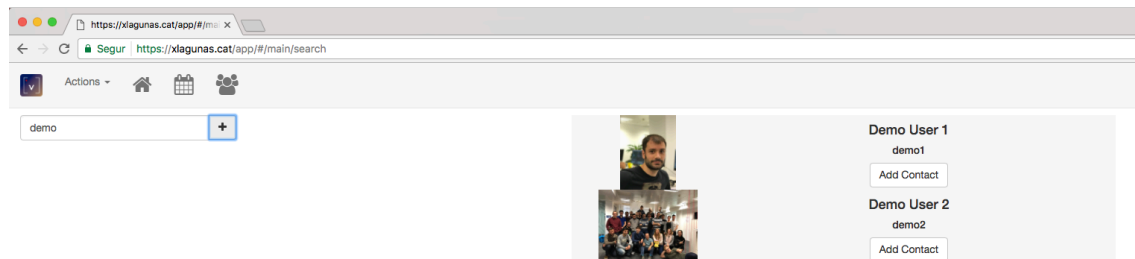 https://xlagunas.cat/app/#/ma
Segur https://xlagunas.cat/app/#/main/search
v Actions
demo +
Demo User 1
demo1
Add Contact
Demo User 2
demo2
Add Contact